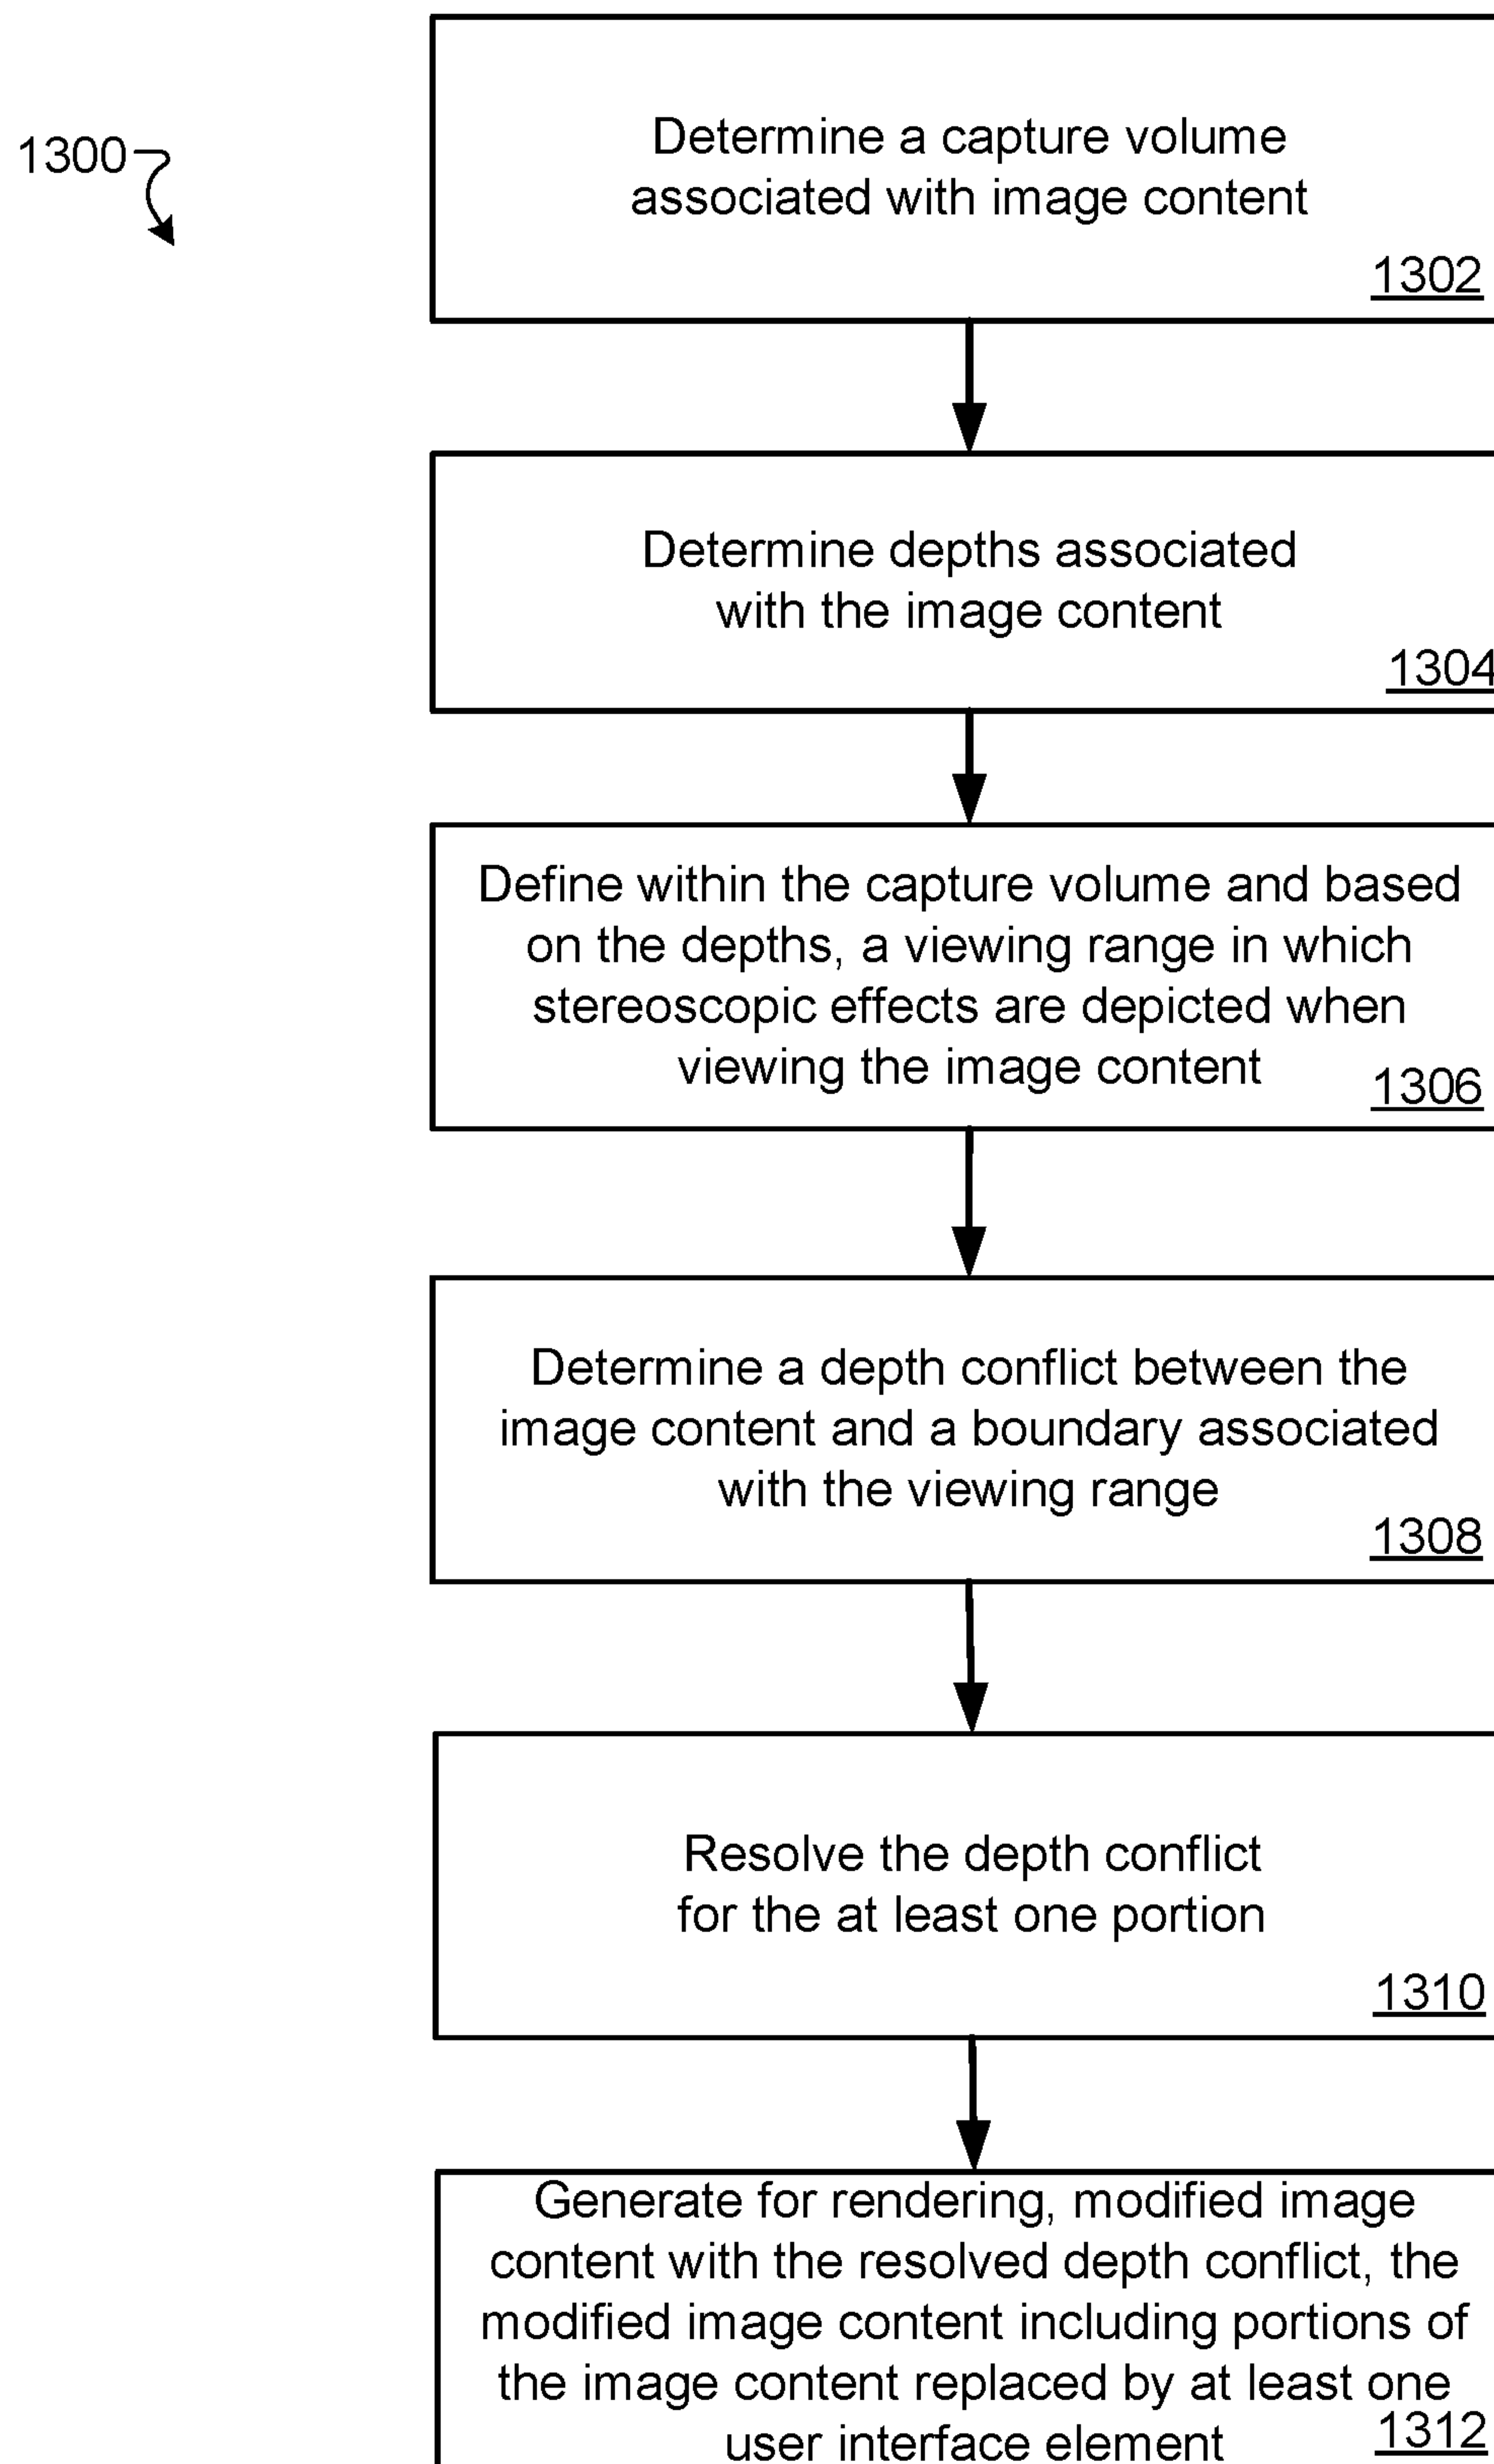 1300
Determine a capture volume
associated with image content
1302
Determine depths associated
with the image content
1304
Define within the capture volume and based
on the depths, a viewing range in which
stereoscopic effects are depicted when
viewing the image content
1306
Determine a depth conflict between the
image content and a boundary associated
with the viewing range
1308
Resolve the depth conflict
for the at least one portion
1310
Generate for rendering, modified image
content with the resolved depth conflict, the
modified image content including portions of
the image content replaced by at least one
user interface element
1312